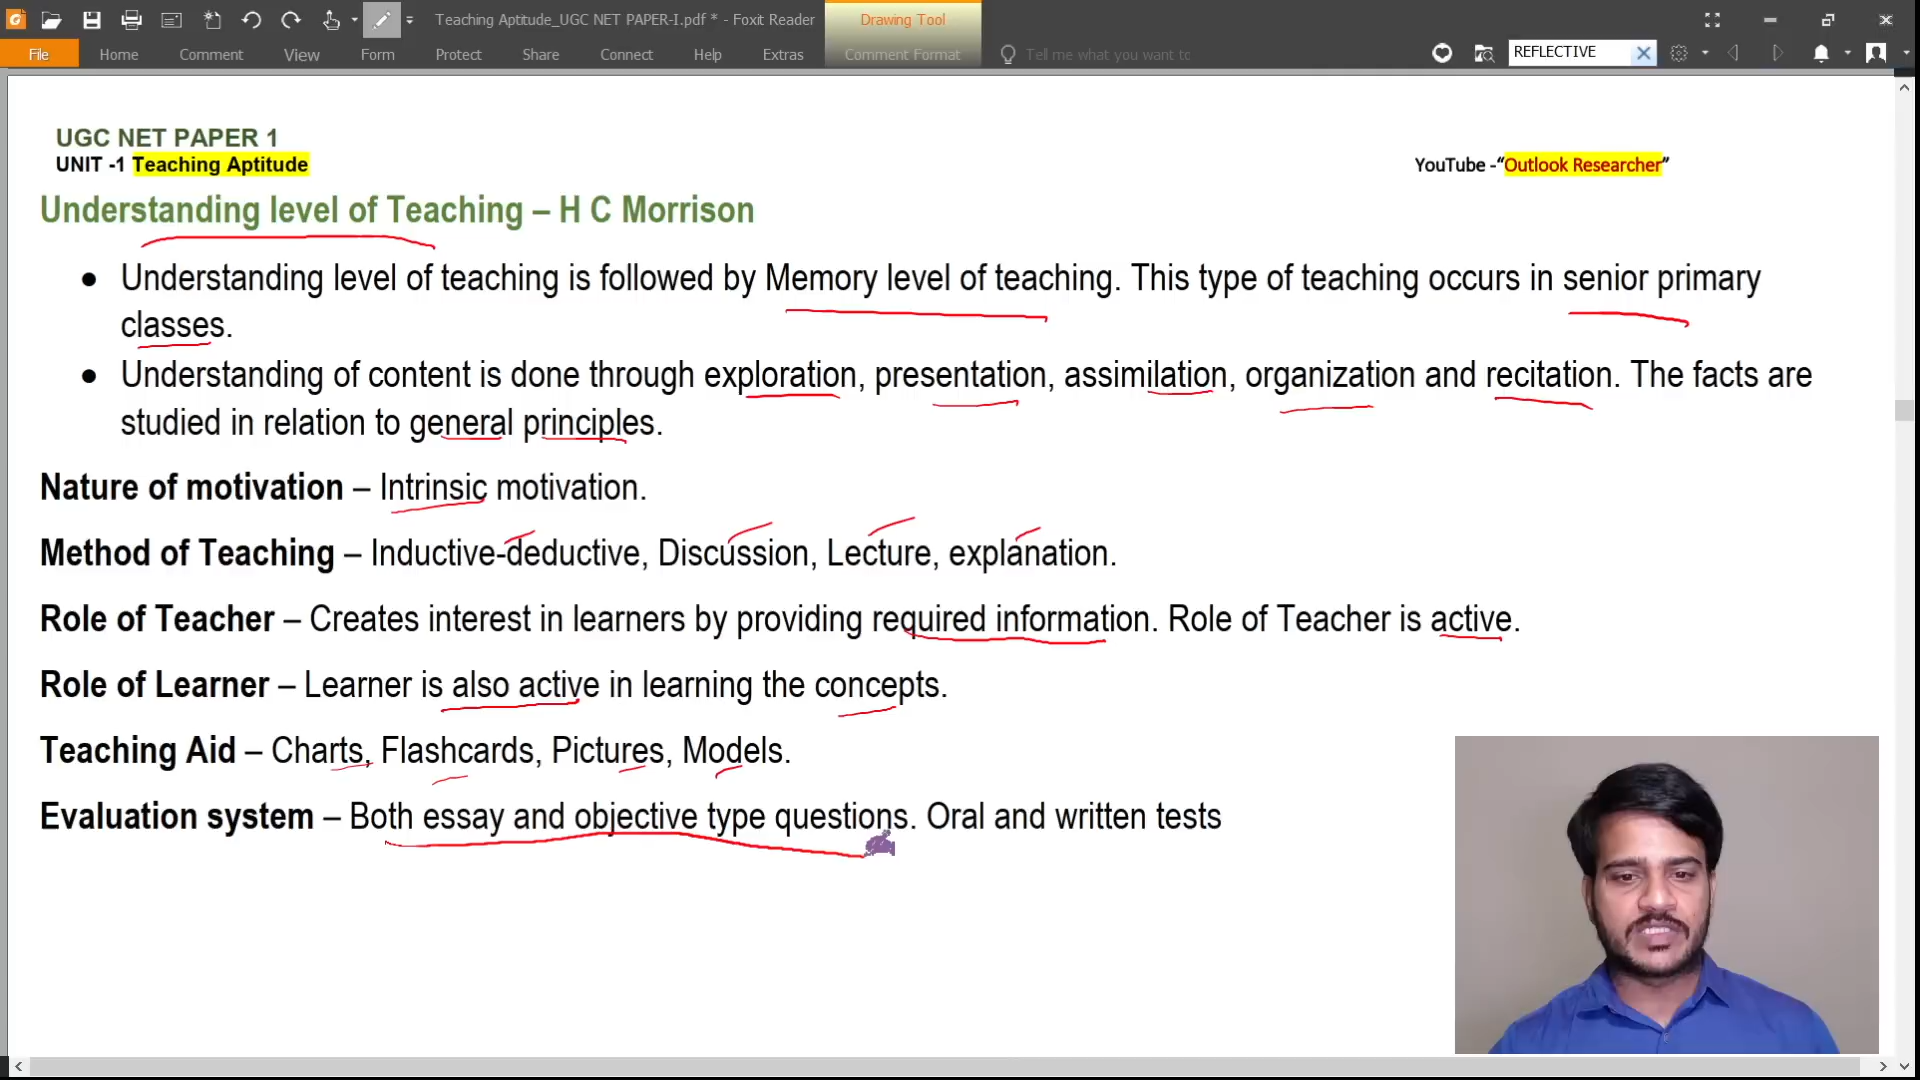 Teaching Aptitude_UGC NET PAPER-I.pdf * - Foxit Reader
Drawing Tool
File
Home
Comment
View
Form
Protect
Share
Connect
Help
Extras
Comment Format
Tell me what you want to
REFLECTIVE
UGC NET PAPER 1
UNIT -1 Teaching Aptitude
YouTube -“Outlook Researcher”
Understanding level of Teaching – H C Morrison
• Understanding level of teaching is followed by Memory level of teaching. This type of teaching occurs in senior primary
classes.
• Understanding of content is done through exploration, presentation, assimilation, organization and recitation. The facts are
studied in relation to general principles.
Nature of motivation – Intrinsic motivation.
Method of Teaching – Inductive-deductive, Discussion, Lecture, explanation.
Role of Teacher – Creates interest in learners by providing required information. Role of Teacher is active.
Role of Learner – Learner is also active in learning the concepts.
Teaching Aid – Charts, Flashcards, Pictures, Models.
Evaluation system – Both essay and objective type questions. Oral and written tests